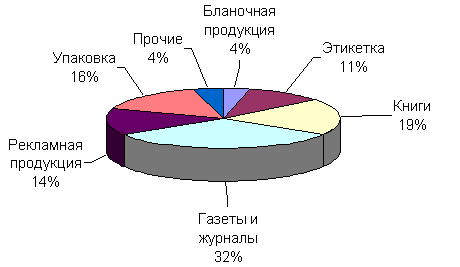 Бланочная
продукция
4%
Этикетка
11%
Книги
19%
Газеты и
журналы
32%
Рекламная
продукция
14%
Упаковка
16%
Прочие
4%